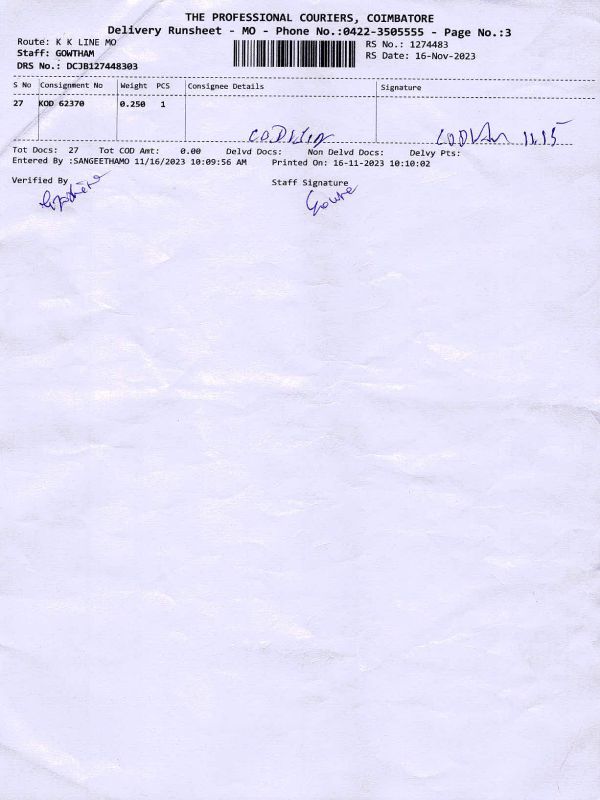 THE PROFESSIONAL COURIERS, COIMBATORE
Delivery Runsheet - MO - Phone No.:0422-3505555 - Page No.:3
Route: K K LINE MO
RS No.: 1274483
Staff: GOWTHAM
RS Date: 16-Nov-2023
DRS No.: DCJB127448303
S No Consignment No Weight PCS Consignee Details Signature
27 KOD 62370 0.250 1
Tot Docs: 27 Tot COD Amt: 0.00 Delvd Docs: Non Delvd Docs: Delvy Pts:
Entered By :SANGEETHAMO 11/16/2023 10:09:56 AM Printed On: 16-11-2023 10:10:02
Verified By
Staff Signature